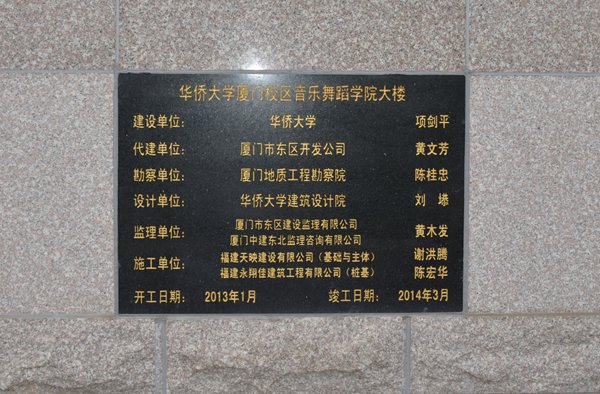 华侨大学厦门校区音乐舞蹈学院大楼
建设单位: 华侨大学 项剑平
代建单位: 厦门市东区开发公司 黄文芳
勘察单位: 厦门地质工程勘察院 陈桂忠
设计单位: 华侨大学建筑设计院 刘塨
监理单位: 厦门市东区建设监理有限公司 黄木发
厦门中建东北监理咨询有限公司
施工单位: 福建天映建设有限公司(基础与主体) 谢洪腾
福建永翔佳建筑工程有限公司(桩基) 陈宏华
开工日期: 2013年1月 竣工日期: 2014年3月